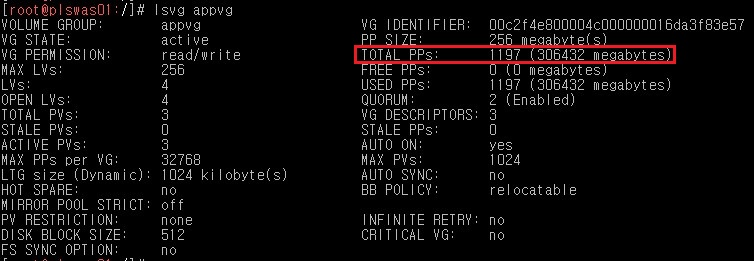 [root@plswas01:/]# lsvg appvg
VOLUME GROUP: appvg VG IDENTIFIER: 00c2f4e800004c000000016da3f83e57
VG STATE: active PP SIZE: 256 megabyte(s)
VG PERMISSION: read/write TOTAL PPs: 1197 (306432 megabytes)
MAX LVs: 256 FREE PPs: 0 (0 megabytes)
LVs: 4 USED PPs: 1197 (306432 megabytes)
OPEN LVs: 4 QUORUM: 2 (Enabled)
TOTAL PVs: 3 VG DESCRIPTORS: 3
STALE PVs: 0 STALE PPs: 0
ACTIVE PVs: 3 AUTO ON: yes
MAX PPs per VG: 32768 MAX PVs: 1024
LTG size (Dynamic): 1024 kilobyte(s) AUTO SYNC: no
HOT SPARE: no BB POLICY: relocatable
MIRROR POOL STRICT: off
PV RESTRICTION: none INFINITE RETRY: no
DISK BLOCK SIZE: 512 CRITICAL VG: no
FS SYNC OPTION: no